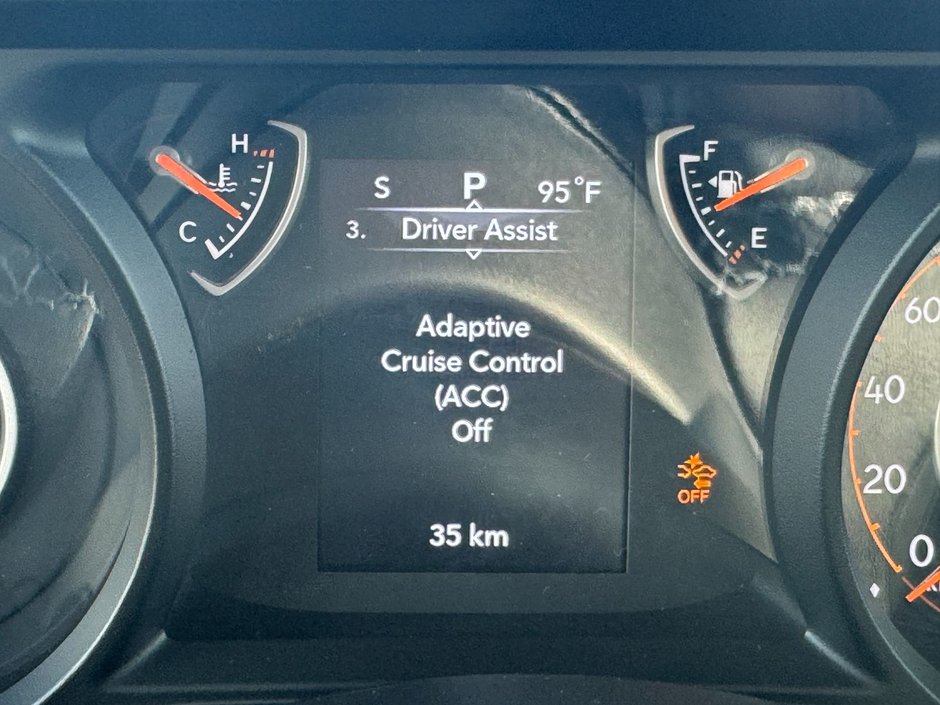 H
C
S P 95°F
3. Driver Assist
Adaptive
Cruise Control
(ACC)
Off
35 km
F
E
OFF
60
40
20
0